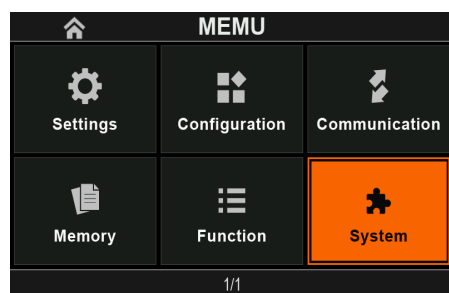 MEMU
Settings
Configuration
Communication
Memory
Function
System
1/1